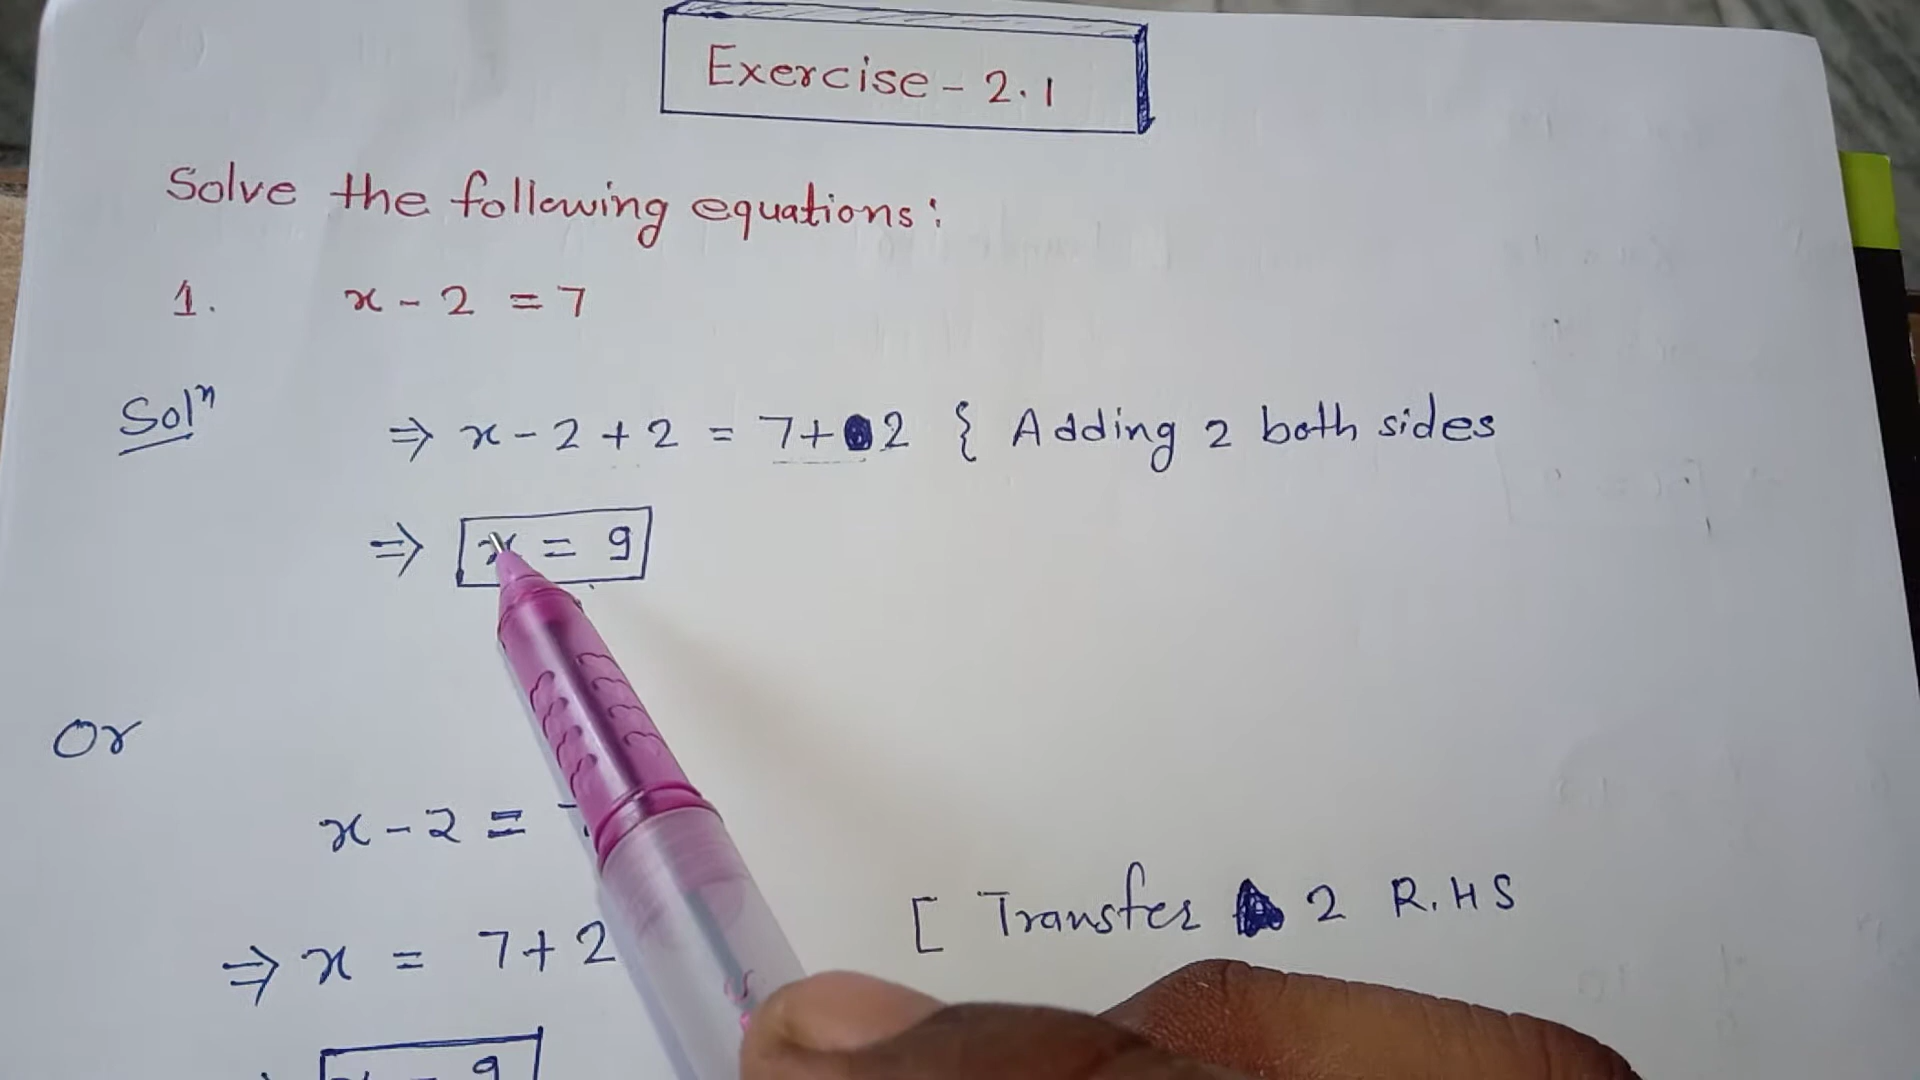 Exercise - 2.1
Solve the following equations:
1. x - 2 = 7
Solⁿ ⇒ x - 2 + 2 = 7 + 2 { Adding 2 both sides
⇒ x = 9
Or
x - 2 =
⇒ x = 7 + 2 [ Transfer 2 R.H.S
x = 9